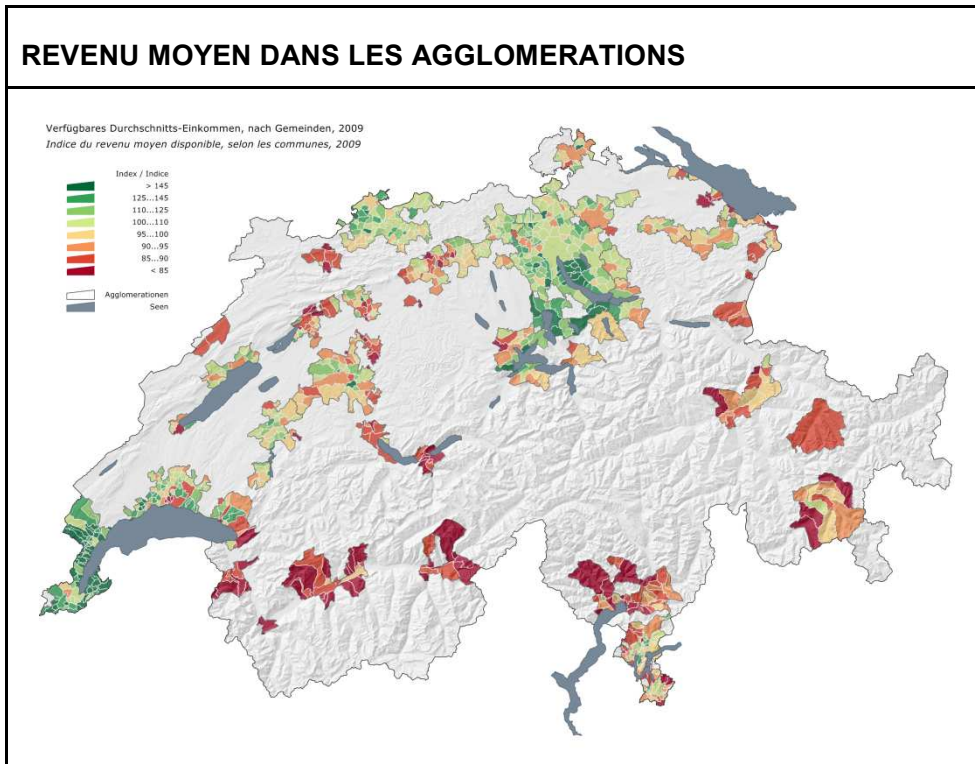 REVENU MOYEN DANS LES AGGLOMERATIONS
Verfügbares Durchschnitts-Einkommen, nach Gemeinden, 2009
Indice du revenu moyen disponible, selon les communes, 2009
Index / Indice
> 145
125...145
110...125
100...110
95...100
90...95
85...90
< 85
Agglomerationen
Seen